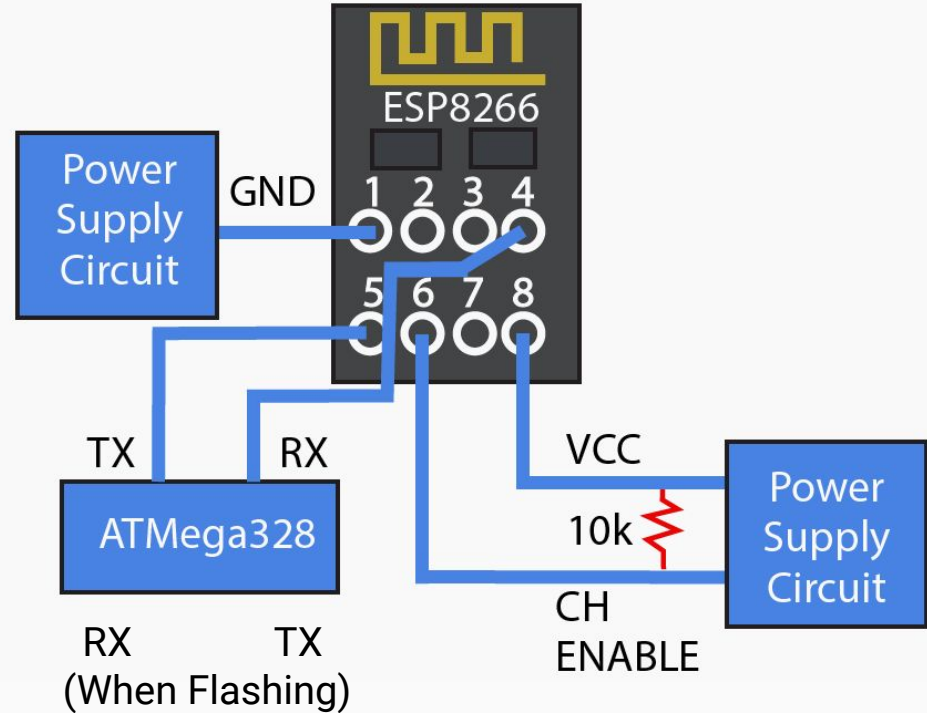 ESP8266
Power
Supply
Circuit
GND
1 2 3 4
5 6 7 8
TX
RX
ATMega328
RX
TX
(When Flashing)
VCC
10k
CH
ENABLE
Power
Supply
Circuit